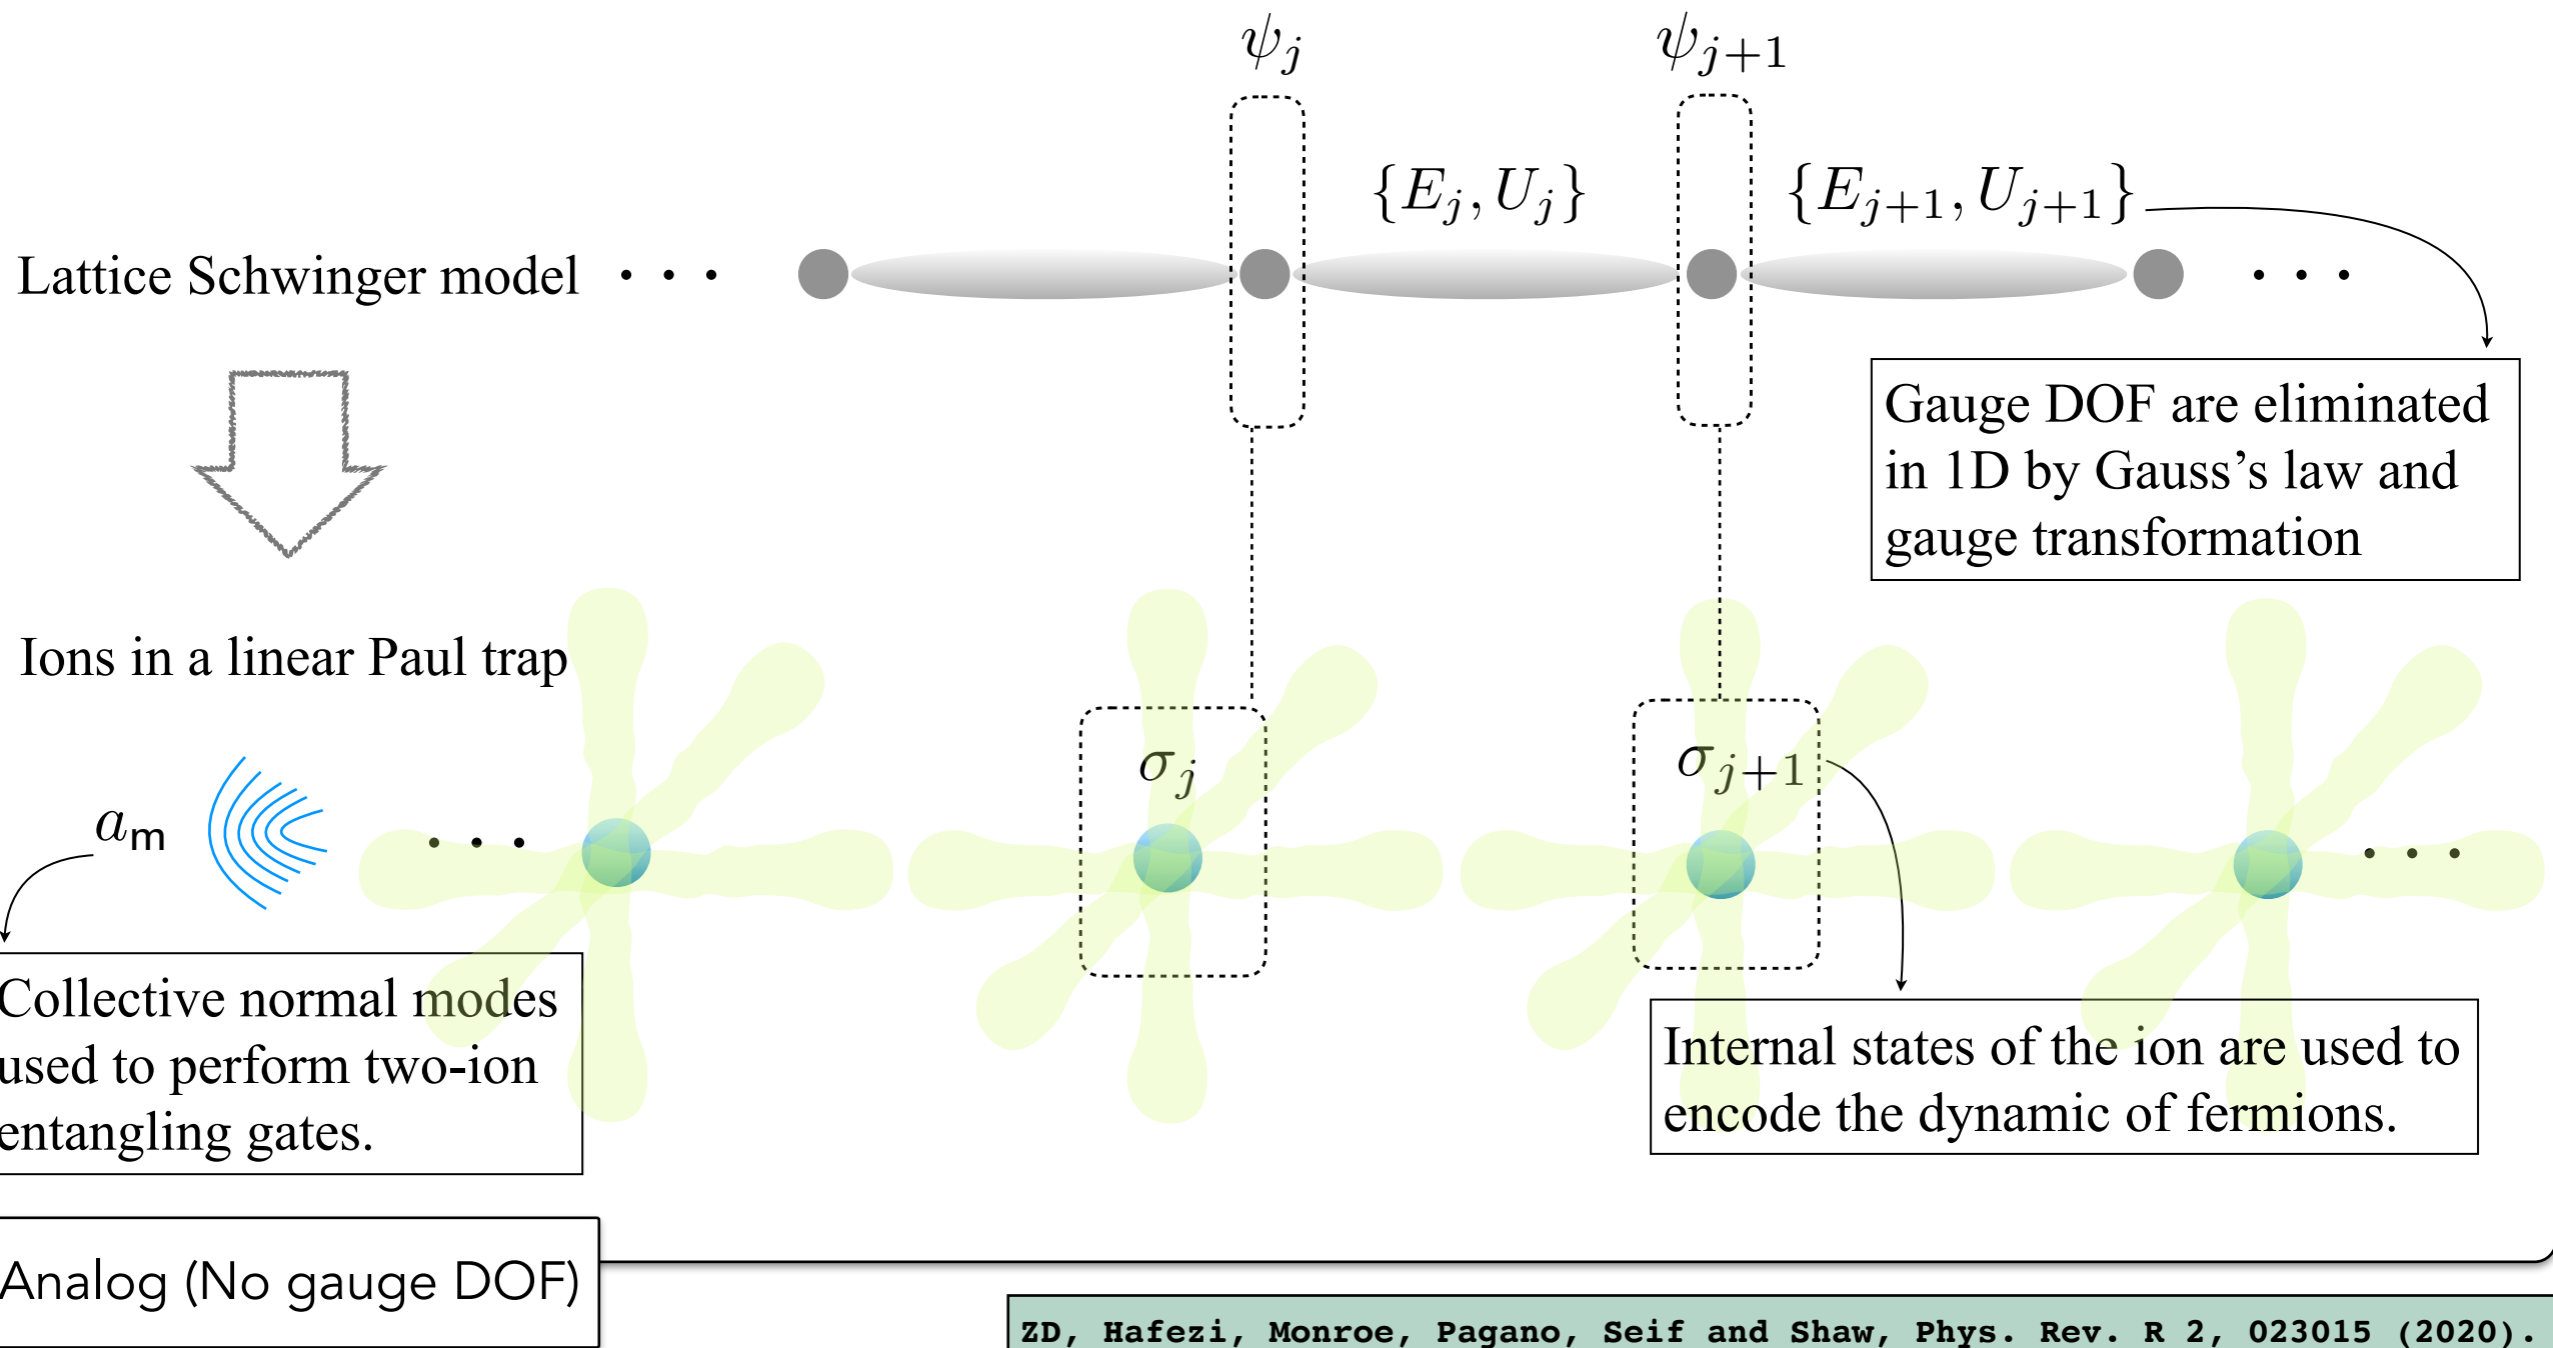 ψ_j ψ_{j+1}
{E_j, U_j} {E_{j+1}, U_{j+1}}
Lattice Schwinger model · · · · · ·
Gauge DOF are eliminated
in 1D by Gauss’s law and
gauge transformation
Ions in a linear Paul trap
σ_j σ_{j+1}
a_m · · · · · ·
Collective normal modes
used to perform two-ion
entangling gates.
Internal states of the ion are used to
encode the dynamic of fermions.
Analog (No gauge DOF)
ZD, Hafezi, Monroe, Pagano, Seif and Shaw, Phys. Rev. R 2, 023015 (2020).